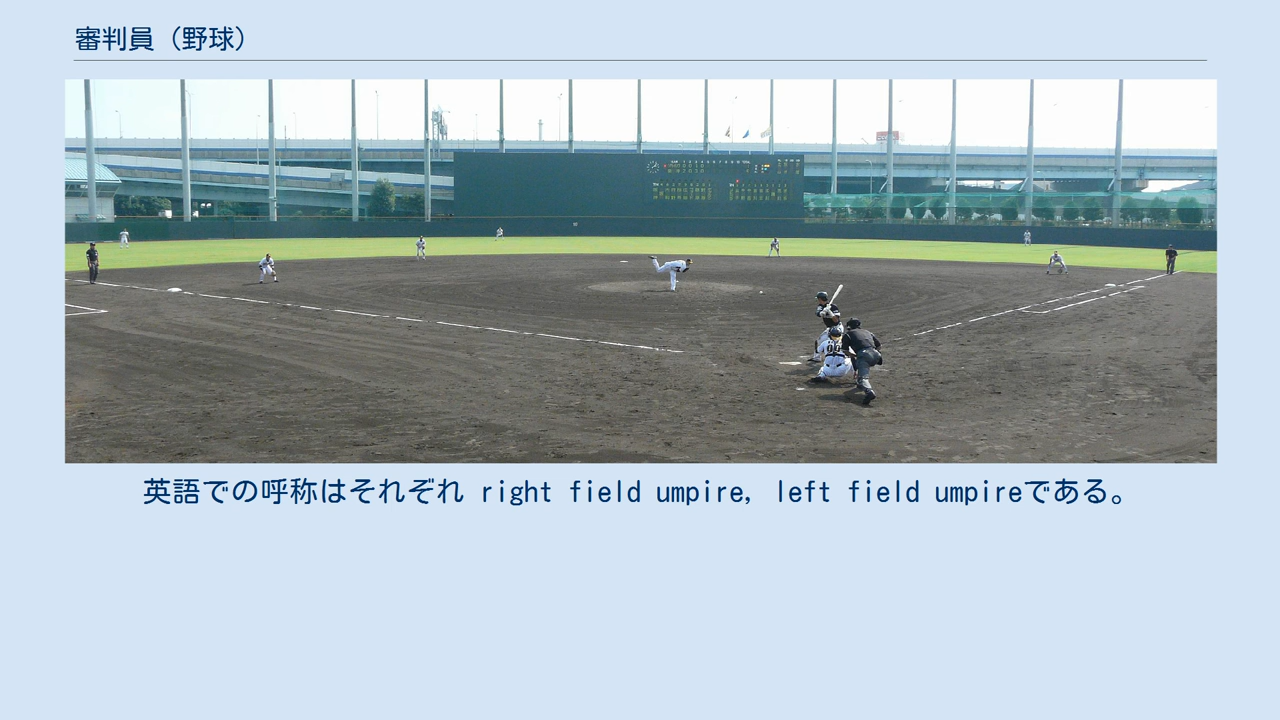 審判員（野球）
英語での呼称はそれぞれ right field umpire, left field umpireである。